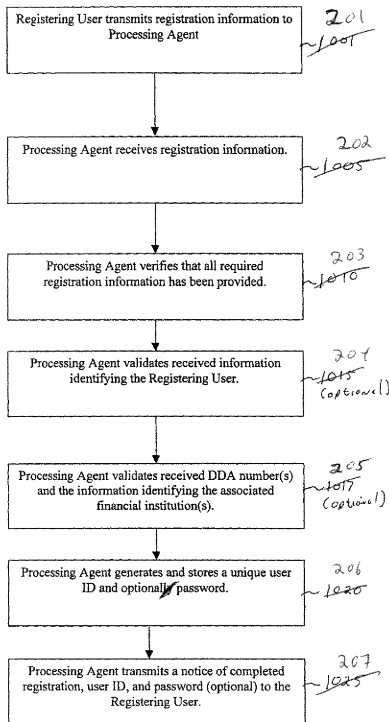 Registering User transmits registration information to
Processing Agent
201
1001
Processing Agent receives registration information.
202
1005
Processing Agent verifies that all required
registration information has been provided.
203
1010
Processing Agent validates received information
identifying the Registering User.
204
1015
(optional)
Processing Agent validates received DDA number(s)
and the information identifying the associated
financial institution(s).
205
1017
(optional)
Processing Agent generates and stores a unique user
ID and optionally password.
206
1020
Processing Agent transmits a notice of completed
registration, user ID, and password (optional) to the
Registering User.
207
1025